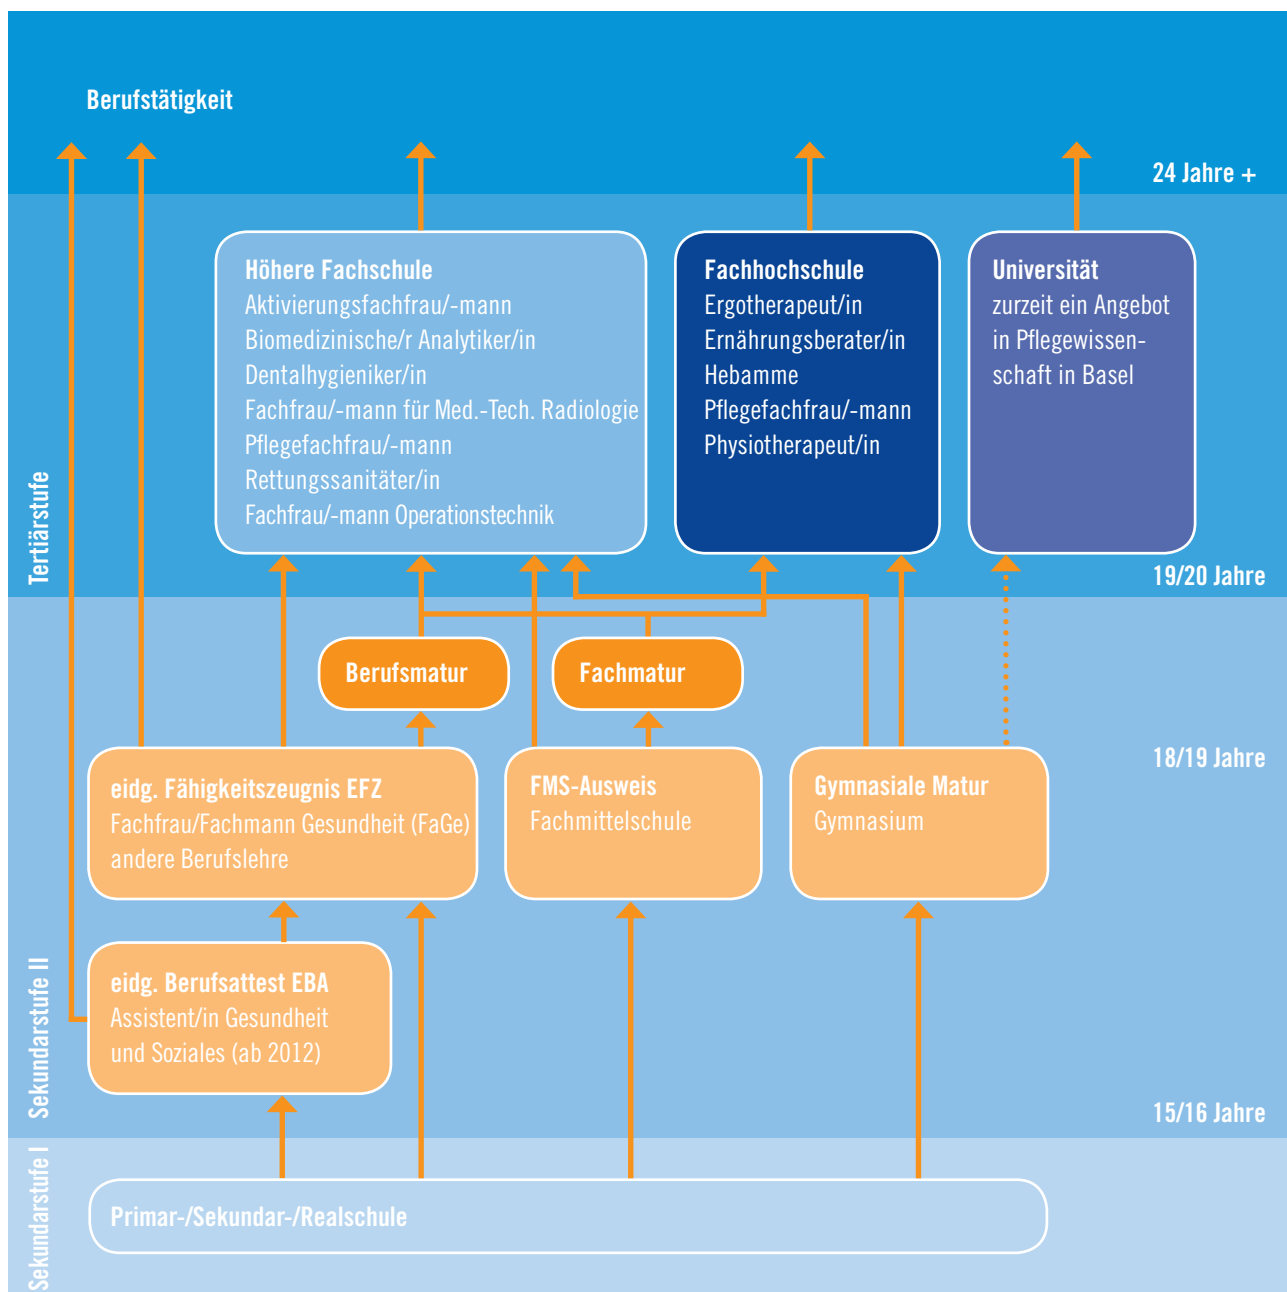 Berufstätigkeit
24 Jahre +
Höhere Fachschule
Aktivierungsfachfrau/-mann
Biomedizinische/r Analytiker/in
Dentalhygieniker/in
Fachfrau/-mann für Med.-Tech. Radiologie
Pflegefachfrau/-mann
Rettungssanitäter/in
Fachfrau/-mann Operationstechnik
Fachhochschule
Ergotherapeut/in
Ernährungsberater/in
Hebamme
Pflegefachfrau/-mann
Physiotherapeut/in
Universität
zurzeit ein Angebot
in Pflegewissen-
schaft in Basel
Tertiärstufe
19/20 Jahre
Berufsmatur
Fachmatur
18/19 Jahre
eidg. Fähigkeitszeugnis EFZ
Fachfrau/Fachmann Gesundheit (FaGe)
andere Berufslehre
FMS-Ausweis
Fachmittelschule
Gymnasiale Matur
Gymnasium
eidg. Berufsattest EBA
Assistent/in Gesundheit
und Soziales (ab 2012)
Sekundarstufe II
15/16 Jahre
Sekundarstufe I
Primar-/Sekundar-/Realschule